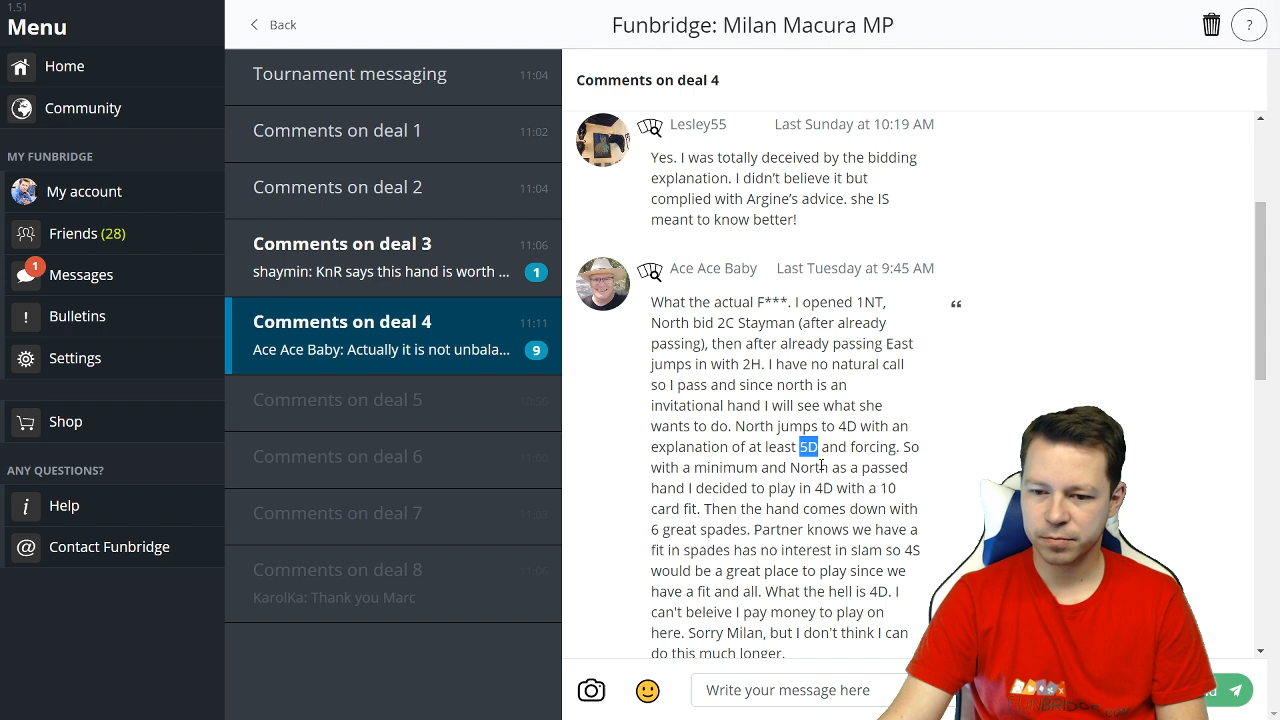 1.51
Menu
Home
Community
MY FUNBRIDGE
My account
Friends (28)
1
Messages
Bulletins
Settings
Shop
ANY QUESTIONS?
Help
Contact Funbridge
Back
Funbridge: Milan Macura MP
?
Tournament messaging 11:04
Comments on deal 1 11:02
Comments on deal 2 11:04
Comments on deal 3 11:06
shaymin: KnR says this hand is worth ... 1
Comments on deal 4 11:11
Ace Ace Baby: Actually it is not unbala... 9
Comments on deal 5 10:58
Comments on deal 6 11:00
Comments on deal 7 11:03
Comments on deal 8 11:06
KarolKa: Thank you Marc
Comments on deal 4
Lesley55 Last Sunday at 10:19 AM
Yes. I was totally deceived by the bidding
explanation. I didn’t believe it but
complied with Argine’s advice. she IS
meant to know better!
Ace Ace Baby Last Tuesday at 9:45 AM
What the actual F***. I opened 1NT,
North bid 2C Stayman (after already
passing), then after already passing East
jumps in with 2H. I have no natural call
so I pass and since north is an
invitational hand I will see what she
wants to do. North jumps to 4D with an
explanation of at least 5D and forcing. So
with a minimum and North as a passed
hand I decided to play in 4D with a 10
card fit. Then the hand comes down with
6 great spades. Partner knows we have a
fit in spades has no interest in slam so 4S
would be a great place to play since we
have a fit and all. What the hell is 4D. I
can't beleive I pay money to play on
here. Sorry Milan, but I don't think I can
do this much longer.
Write your message here
FUNBRIDGE